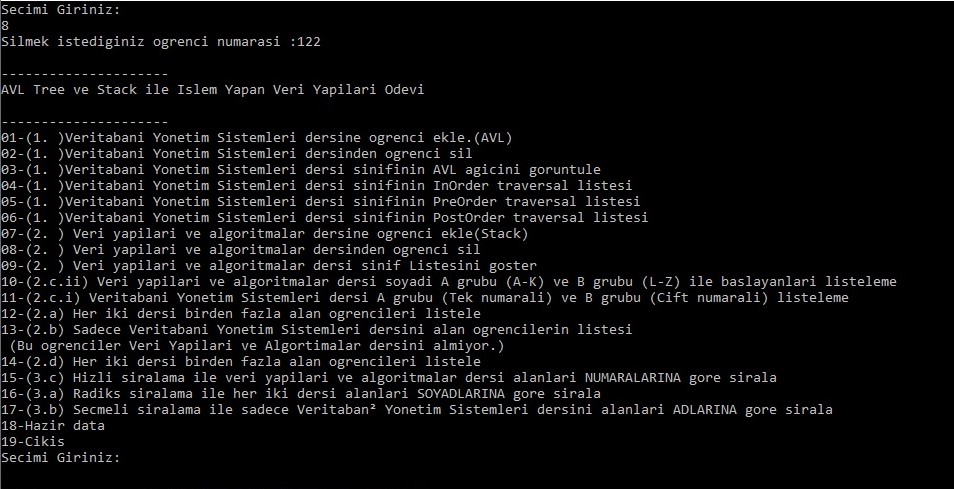 Secimi Giriniz:
8
Silmek istediginiz ogrenci numarasi :122
---------------------
AVL Tree ve Stack ile Islem Yapan Veri Yapilari Odevi
---------------------
01-(1. )Veritabani Yonetim Sistemleri dersine ogrenci ekle.(AVL)
02-(1. )Veritabani Yonetim Sistemleri dersinden ogrenci sil
03-(1. )Veritabani Yonetim Sistemleri dersi sinifinin AVL agicini goruntule
04-(1. )Veritabani Yonetim Sistemleri dersi sinifinin InOrder traversal listesi
05-(1. )Veritabani Yonetim Sistemleri dersi sinifinin PreOrder traversal listesi
06-(1. )Veritabani Yonetim Sistemleri dersi sinifinin PostOrder traversal listesi
07-(2. ) Veri yapilari ve algoritmalar dersine ogrenci ekle(Stack)
08-(2. ) Veri yapilari ve algoritmalar dersinden ogrenci sil
09-(2. ) Veri yapilari ve algoritmalar dersi sinif Listesini goster
10-(2.c.ii) Veri yapilari ve algoritmalar dersi soyadi A grubu (A-K) ve B grubu (L-Z) ile baslayanlari listeleme
11-(2.c.i) Veritabani Yonetim Sistemleri dersi A grubu (Tek numarali) ve B grubu (Cift numarali) listeleme
12-(2.a) Her iki dersi birden fazla alan ogrencileri listele
13-(2.b) Sadece Veritabani Yonetim Sistemleri dersini alan ogrencilerin listesi
(Bu ogrenciler Veri Yapilari ve Algortimalar dersini almiyor.)
14-(2.d) Her iki dersi birden fazla alan ogrencileri listele
15-(3.c) Hizli siralama ile veri yapilari ve algoritmalar dersi alanlari NUMARALARINA gore sirala
16-(3.a) Radiks siralama ile her iki dersi alanlari SOYADLARINA gore sirala
17-(3.b) Secmeli siralama ile sadece Veritaban² Yonetim Sistemleri dersini alanlari ADLARINA gore sirala
18-Hazir data
19-Cikis
Secimi Giriniz: